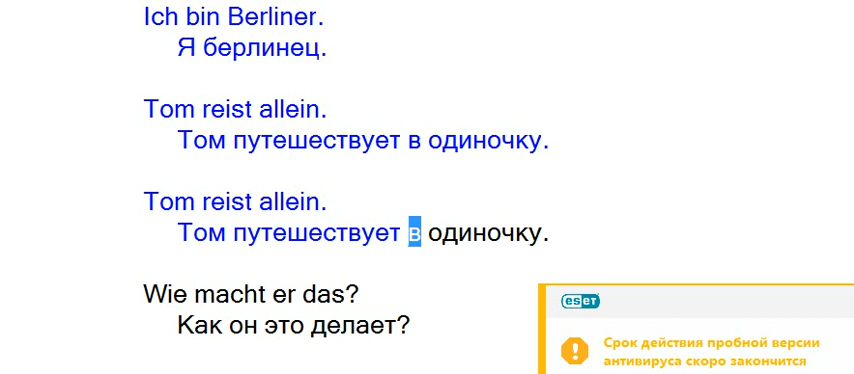 Ich bin Berliner.
Я берлинец.
Tom reist allein.
Том путешествует в одиночку.
Tom reist allein.
Том путешествует в одиночку.
Wie macht er das?
Как он это делает?
eset
Срок действия пробной версии
антивируса скоро закончится